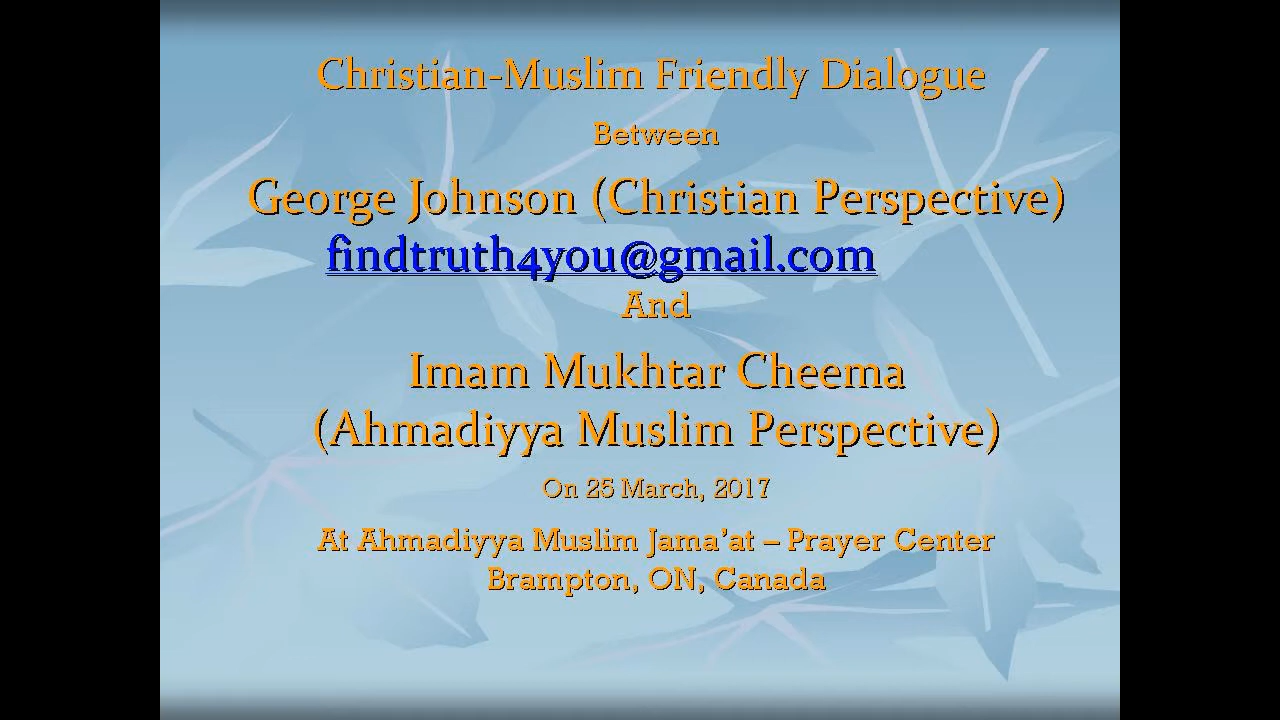 Christian-Muslim Friendly Dialogue
Between
George Johnson (Christian Perspective)
findtruth4you@gmail.com
And
Imam Mukhtar Cheema
(Ahmadiyya Muslim Perspective)
On 25 March, 2017
At Ahmadiyya Muslim Jama’at – Prayer Center
Brampton, ON, Canada